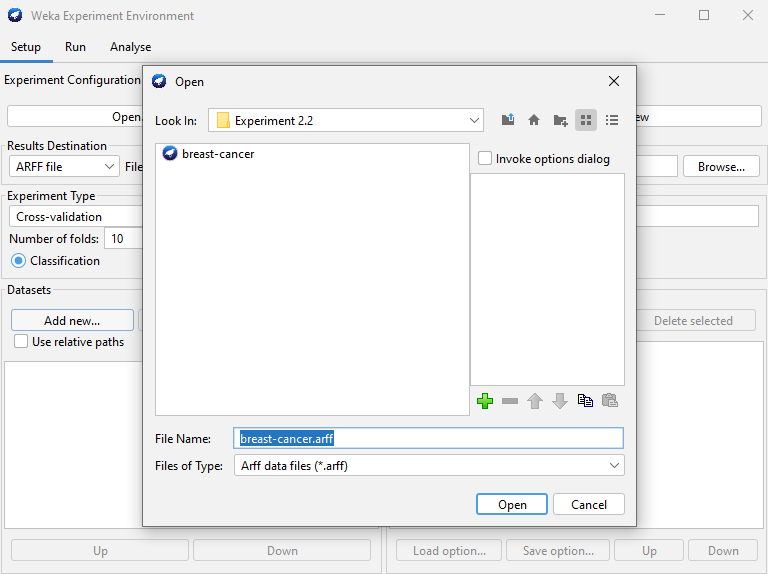 Weka Experiment Environment
Setup Run Analyse
Experiment Configuration
Open
Results Destination
ARFF file
Browse...
Experiment Type
Cross-validation
Number of folds: 10
Classification
Datasets
Add new...
Delete selected
Use relative paths
Up Down
Load option... Save option... Up Down
Open
Look In: Experiment 2.2
breast-cancer
Invoke options dialog
File Name: breast-cancer.arff
Files of Type: Arff data files (*.arff)
Open Cancel